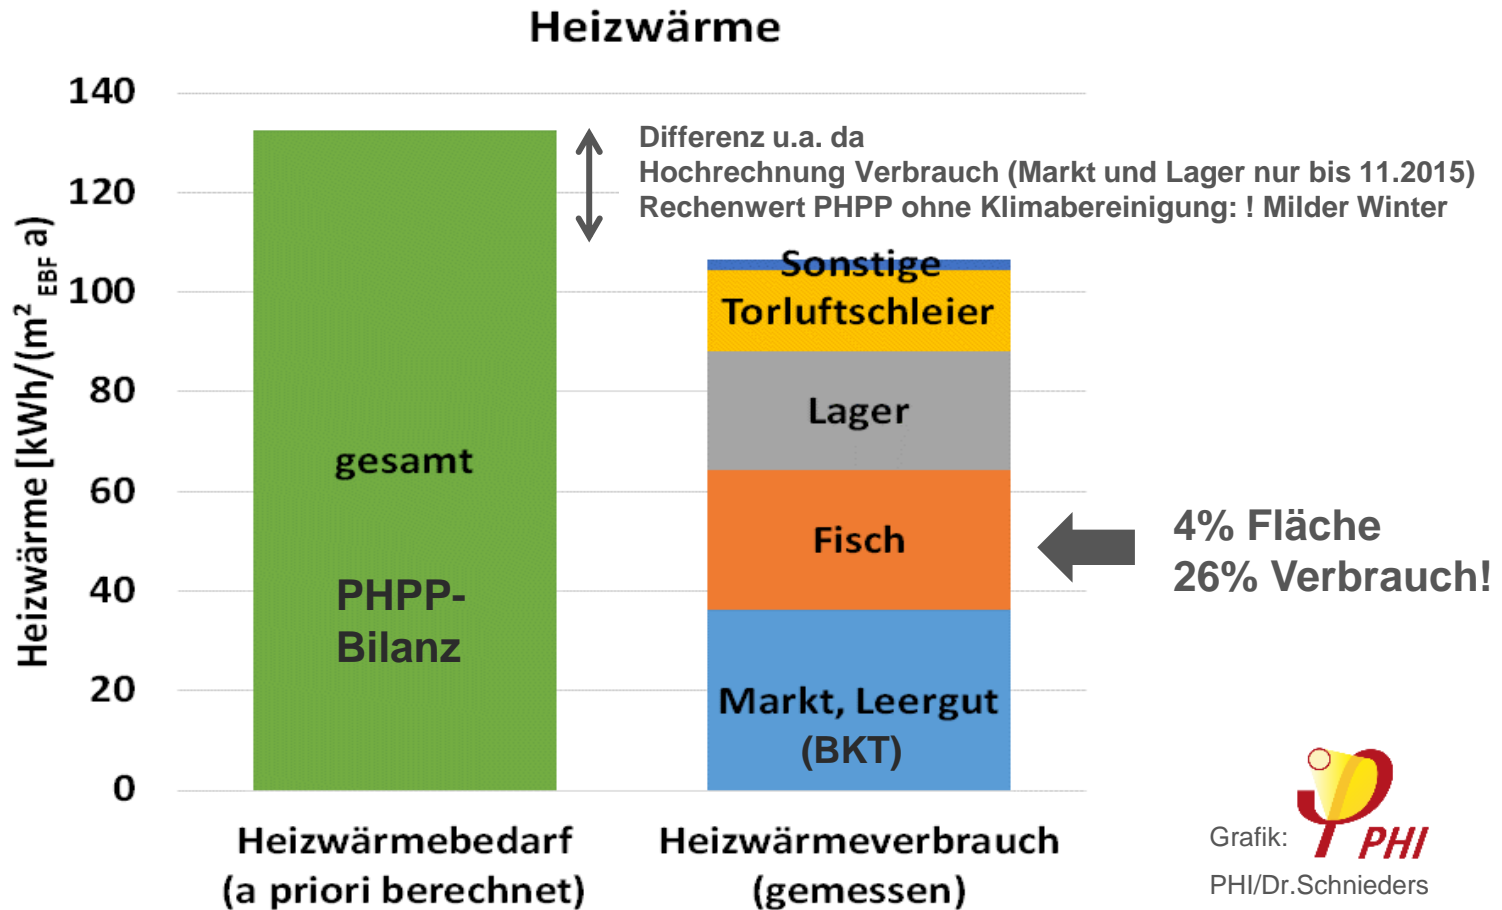 Heizwärme
Heizwärme [kWh/(m² EBF a)
140
120
100
80
60
40
20
0
Differenz u.a. da
Hochrechnung Verbrauch (Markt und Lager nur bis 11.2015)
Rechenwert PHPP ohne Klimabereinigung: ! Milder Winter
gesamt
PHPP-
Bilanz
Sonstige
Torluftschleier
Lager
Fisch
Markt, Leergut
(BKT)
4% Fläche
26% Verbrauch!
Heizwärmebedarf
(a priori berechnet)
Heizwärmeverbrauch
(gemessen)
Grafik:
PHI
PHI/Dr.Schnieders